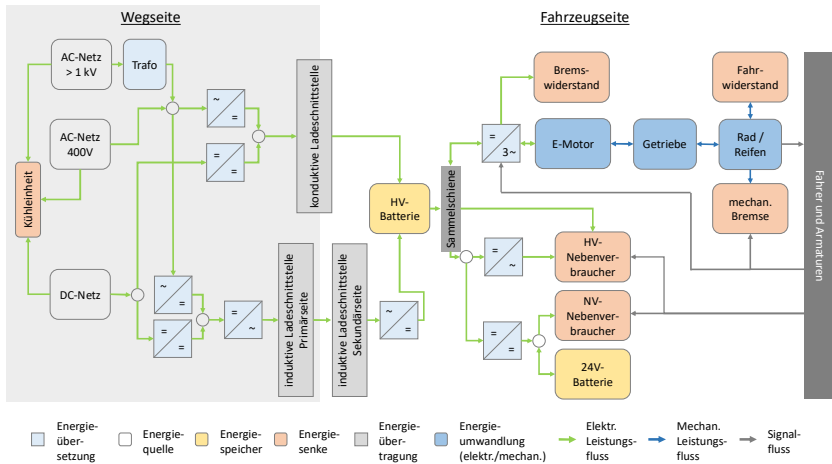 Wegseite
Fahrzeugseite
AC-Netz
> 1 kV
Trafo
AC-Netz
400V
Kühleinheit
DC-Netz
~
=
=
=
~
=
=
=
=
~
konduktive Ladeschnittstelle
induktive Ladeschnittstelle
Primärseite
induktive Ladeschnittstelle
Sekundärseite
~
=
HV-
Batterie
Sammelschiene
=
3~
Brems-
widerstand
E-Motor
Getriebe
Fahr-
widerstand
Rad /
Reifen
mechan.
Bremse
=
~
HV-
Nebenver-
braucher
=
=
NV-
Nebenver-
braucher
24V-
Batterie
Fahrer und Armaturen
Energie-
über-
setzung
Energie-
quelle
Energie-
speicher
Energie-
senke
Energie-
über-
tragung
Energie-
umwandlung
(elektr./mechan.)
Elektr.
Leistungs-
fluss
Mechan.
Leistungs-
fluss
Signal-
fluss